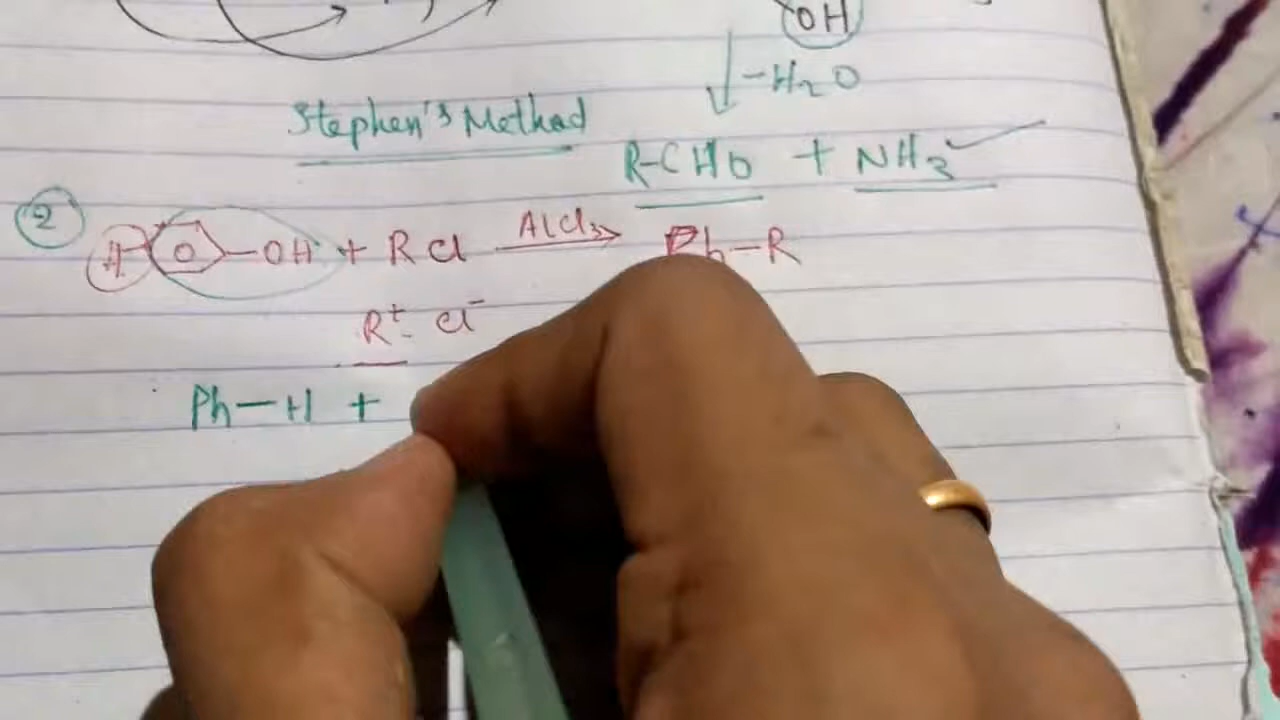 OH
-H2O
Stephen's Method
R-CHO + NH3
2 H-O-OH + RCl AlCl3 Ph-R
R+ Cl-
Ph-H +